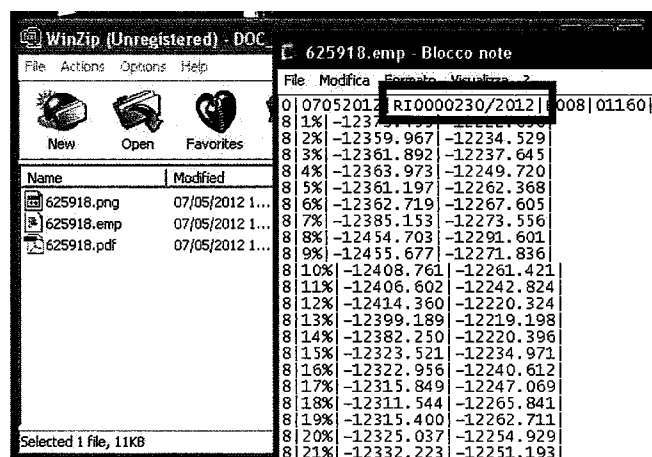 WinZip (Unregistered) - DOC_
File Actions Options Help
New Open Favorites
Name Modified
625918.png 07/05/2012 1...
625918.emp 07/05/2012 1...
625918.pdf 07/05/2012 1...
Selected 1 file, 11KB
625918.emp - Blocco note
File Modifica Formato Visualizza ?
0|07052012|RI0000230/2012| 008|01160|
8|1%|
8|2%|-12359.967|-12234.529|
8|3%|-12361.892|-12237.645|
8|4%|-12363.973|-12249.720|
8|5%|-12361.197|-12262.368|
8|6%|-12362.719|-12267.605|
8|7%|-12385.153|-12273.556|
8|8%|-12454.703|-12291.601|
8|9%|-12455.677|-12271.836|
8|10%|-12408.761|-12261.421|
8|11%|-12406.602|-12242.824|
8|12%|-12414.360|-12220.324|
8|13%|-12399.189|-12219.198|
8|14%|-12382.250|-12220.396|
8|15%|-12323.521|-12234.971|
8|16%|-12322.956|-12240.612|
8|17%|-12315.849|-12247.069|
8|18%|-12311.544|-12265.841|
8|19%|-12315.400|-12262.711|
8|20%|-12325.037|-12254.929|
8|21%|-12332.223|-12251.193|